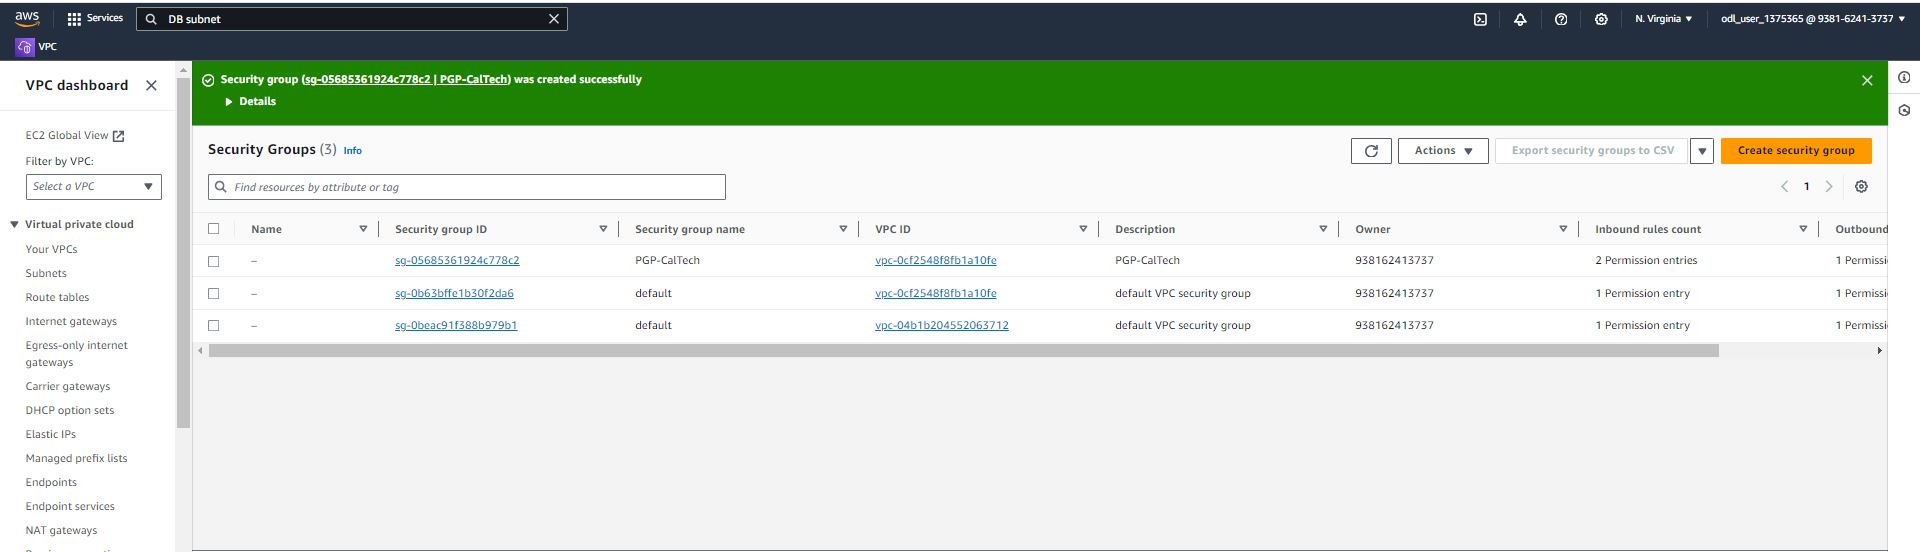 aws Services DB subnet N. Virginia odl_user_1375365 @ 9381-6241-3737
VPC
VPC dashboard
EC2 Global View
Filter by VPC:
Select a VPC
Virtual private cloud
Your VPCs
Subnets
Route tables
Internet gateways
Egress-only internet
gateways
Carrier gateways
DHCP option sets
Elastic IPs
Managed prefix lists
Endpoints
Endpoint services
NAT gateways
Security group (sg-05685361924c778c2 | PGP-CalTech) was created successfully
Details
Security Groups (3) Info
Actions Export security groups to CSV Create security group
Find resources by attribute or tag
1
Name Security group ID Security group name VPC ID Description Owner Inbound rules count Outbound
– sg-05685361924c778c2 PGP-CalTech vpc-0cf2548f8fb1a10fe PGP-CalTech 938162413737 2 Permission entries 1 Permissi
– sg-0b63bffe1b30f2da6 default vpc-0cf2548f8fb1a10fe default VPC security group 938162413737 1 Permission entry 1 Permissi
– sg-0beac91f388b979b1 default vpc-04b1b204552063712 default VPC security group 938162413737 1 Permission entry 1 Permissi